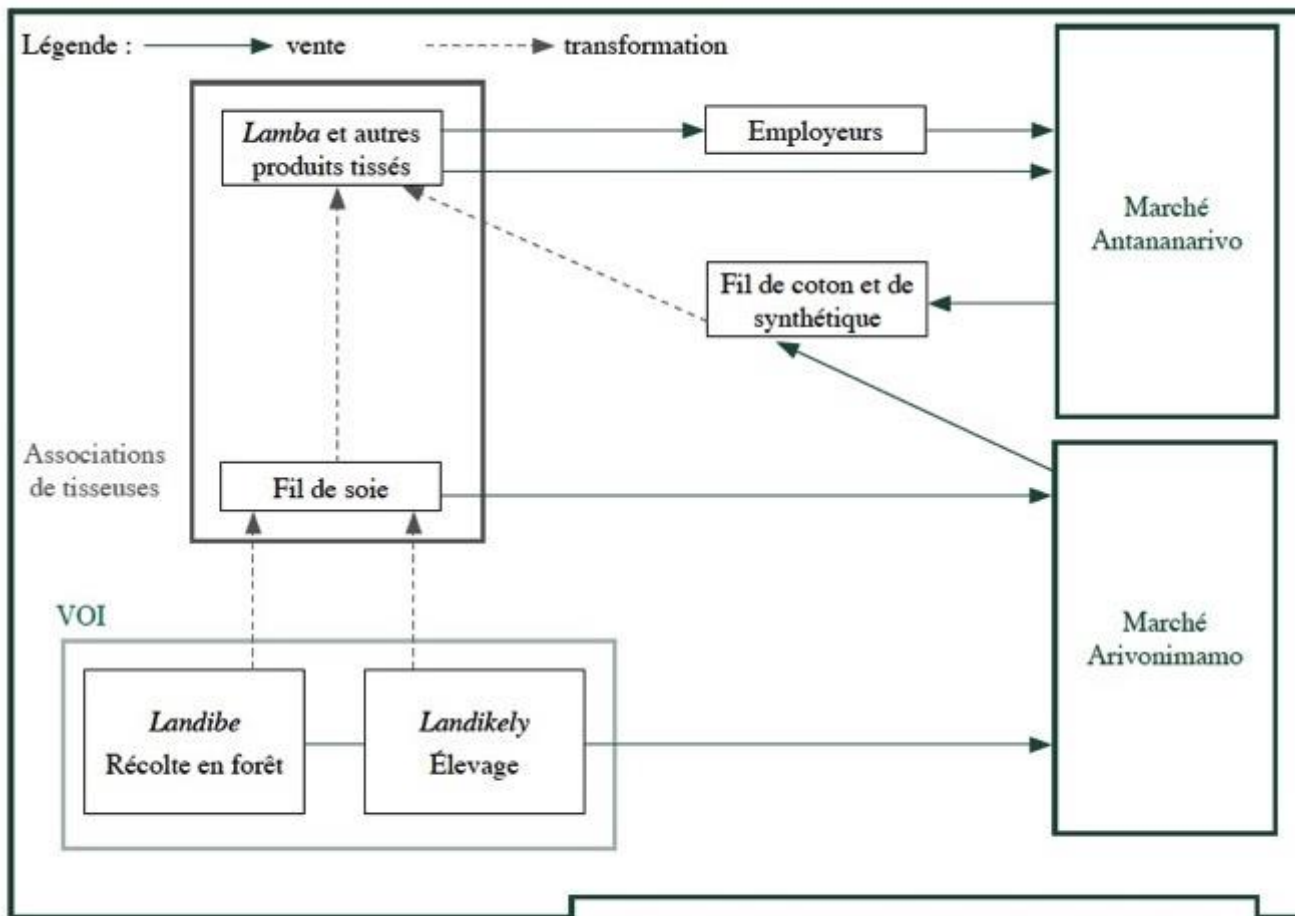 Légende :
vente
transformation
Lamba et autres
produits tissés
Employeurs
Marché
Antananarivo
Fil de coton et de
synthétique
Associations
de tisseuses
Fil de soie
Marché
Arivonimamo
VOI
Landibe
Récolte en forêt
Landikely
Élevage